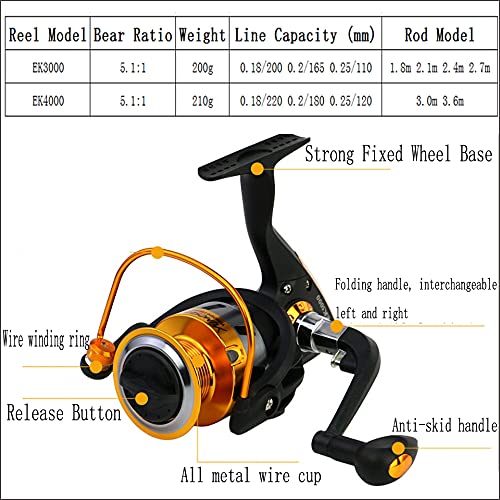 Reel Model Bear Ratio Weight Line Capacity (mm) Rod Model
EK3000 5.1:1 200g 0.18/200 0.2/165 0.25/110 1.8m 2.1m 2.4m 2.7m
EK4000 5.1:1 210g 0.18/220 0.2/180 0.25/120 3.0m 3.6m
Strong Fixed Wheel Base
Folding handle, interchangeable
left and right
Wire winding ring
Release Button
Anti-skid handle
All metal wire cup